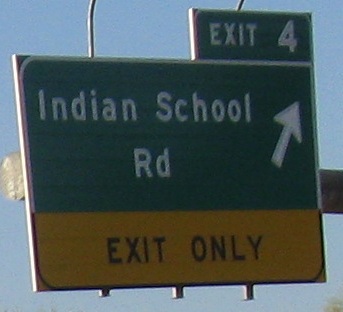 EXIT 4
Indian School
Rd
EXIT ONLY